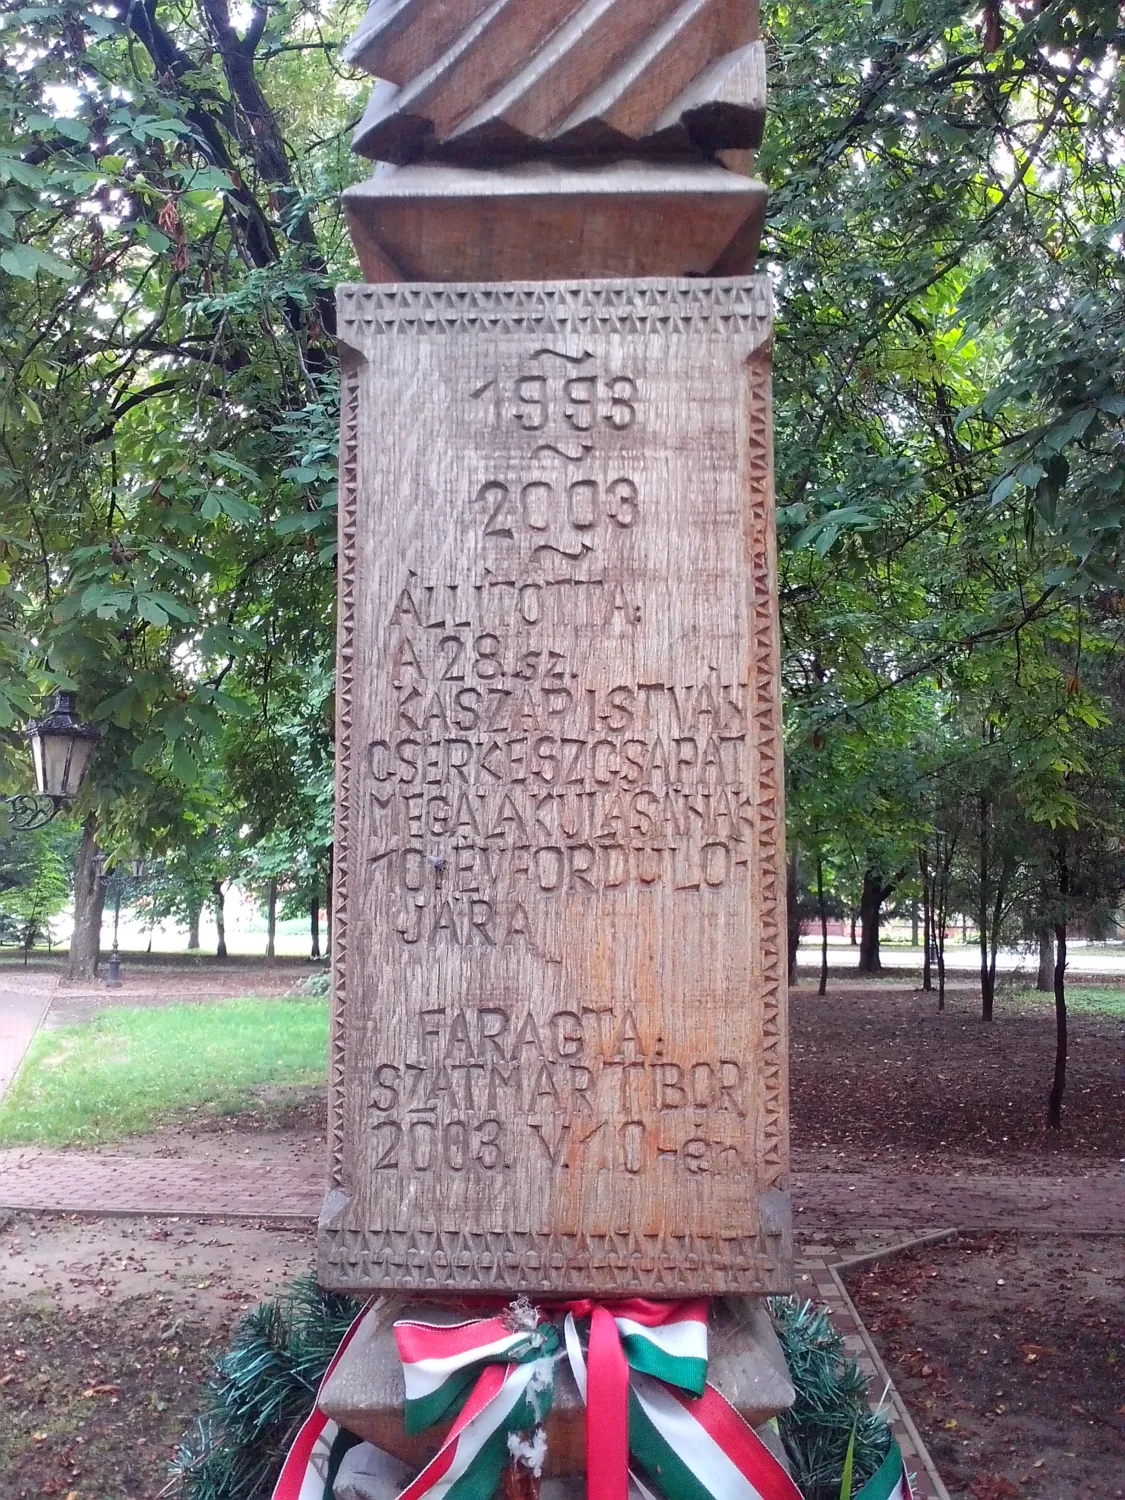 ~
1993
~
2003
~
ÁLLÍTOTTA:
A 28. sz.
KASZAP ISTVÁN
CSERKÉSZCSAPAT
MEGALAKULÁSÁNAK
10. ÉVFORDULÓ-
JÁRA
FARAGTA:
SZATMÁRI TIBOR
2003. V. 10-én.